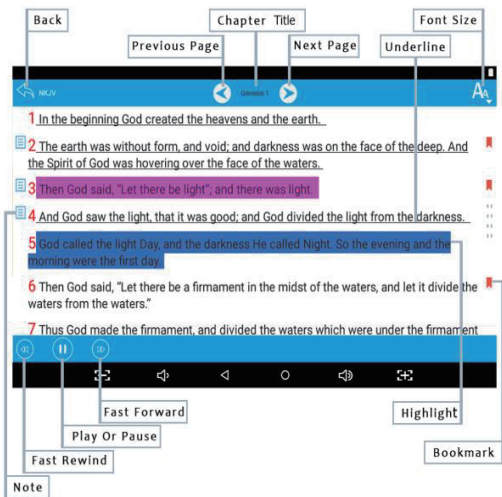 Back
Chapter Title
Font Size
Previous Page
Next Page
Underline
NKJV
Genesis 1
AA
1 In the beginning God created the heavens and the earth.
2 The earth was without form, and void; and darkness was on the face of the deep. And
the Spirit of God was hovering over the face of the waters.
3 Then God said, "Let there be light"; and there was light.
4 And God saw the light, that it was good; and God divided the light from the darkness.
5 God called the light Day, and the darkness He called Night. So the evening and the
morning were the first day.
6 Then God said, "Let there be a firmament in the midst of the waters, and let it divide the
waters from the waters."
7 Thus God made the firmament, and divided the waters which were under the firmament
Fast Forward
Highlight
Play Or Pause
Bookmark
Fast Rewind
Note